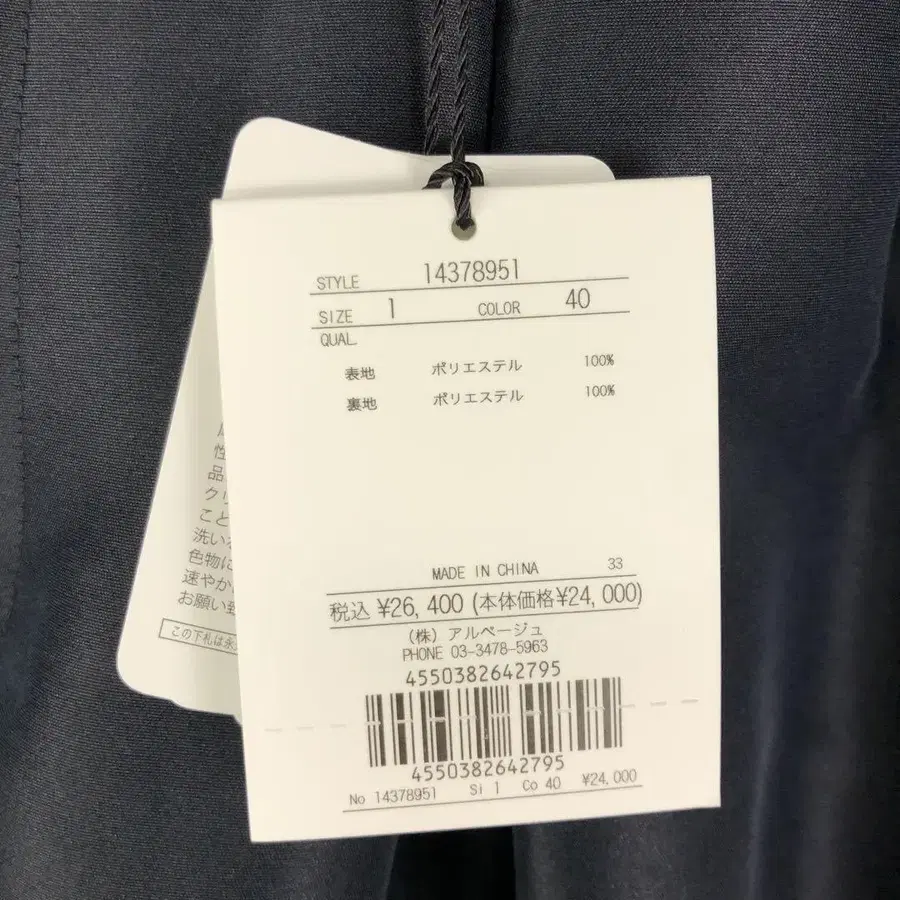 STYLE 14378951
SIZE 1 COLOR 40
QUAL.
表地 ポリエステル 100%
裏地 ポリエステル 100%
MADE IN CHINA 33
税込 ¥26,400 (本体価格¥24,000)
(株) アルページュ
PHONE 03-3478-5963
4550382642795
4550382642795
No 14378951 Si 1 Co 40 ¥24,000
性
品
クリ
こと
洗い
色物に
速やか
お願い致
この下札は永